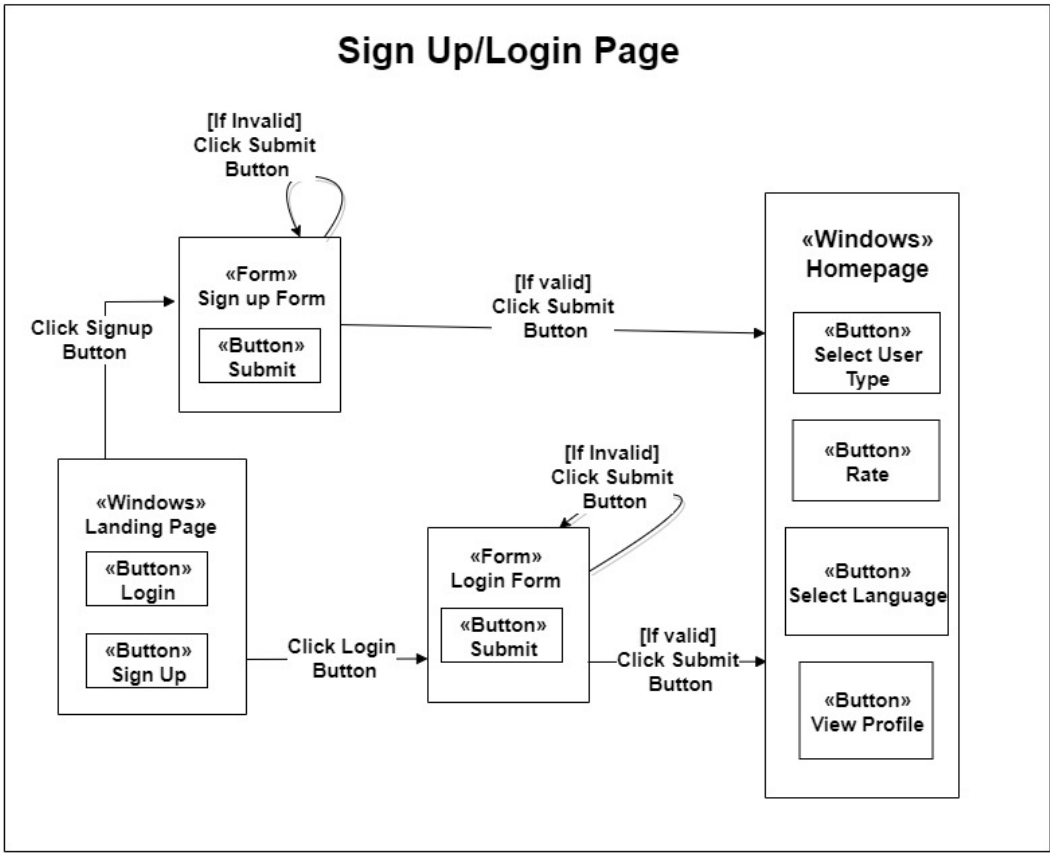 Sign Up/Login Page
[If Invalid]
Click Submit
Button
«Form»
Sign up Form
«Button»
Submit
Click Signup
Button
[If valid]
Click Submit
Button
«Windows»
Homepage
«Button»
Select User
Type
«Button»
Rate
«Button»
Select Language
«Button»
View Profile
«Windows»
Landing Page
«Button»
Login
«Button»
Sign Up
Click Login
Button
[If Invalid]
Click Submit
Button
«Form»
Login Form
«Button»
Submit
[If valid]
Click Submit
Button